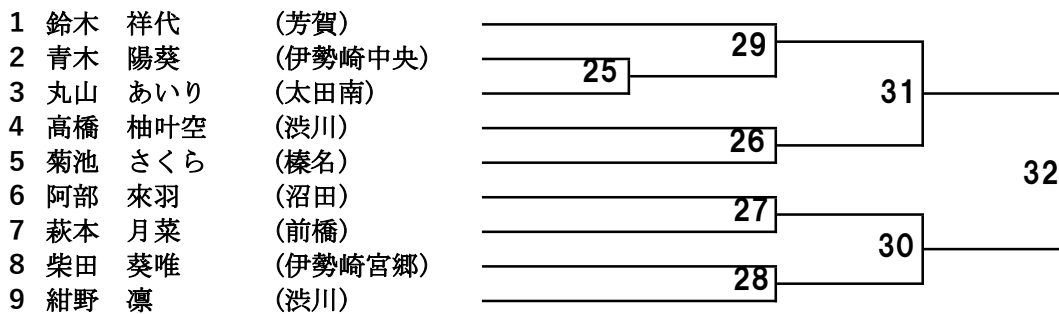 1 鈴木 祥代 (芳賀)
2 青木 陽葵 (伊勢崎中央)
3 丸山 あいり (太田南)
4 高橋 柚叶空 (渋川)
5 菊池 さくら (榛名)
6 阿部 來羽 (沼田)
7 萩本 月菜 (前橋)
8 柴田 葵唯 (伊勢崎宮郷)
9 紺野 凛 (渋川)
29
25
31
26
32
27
30
28